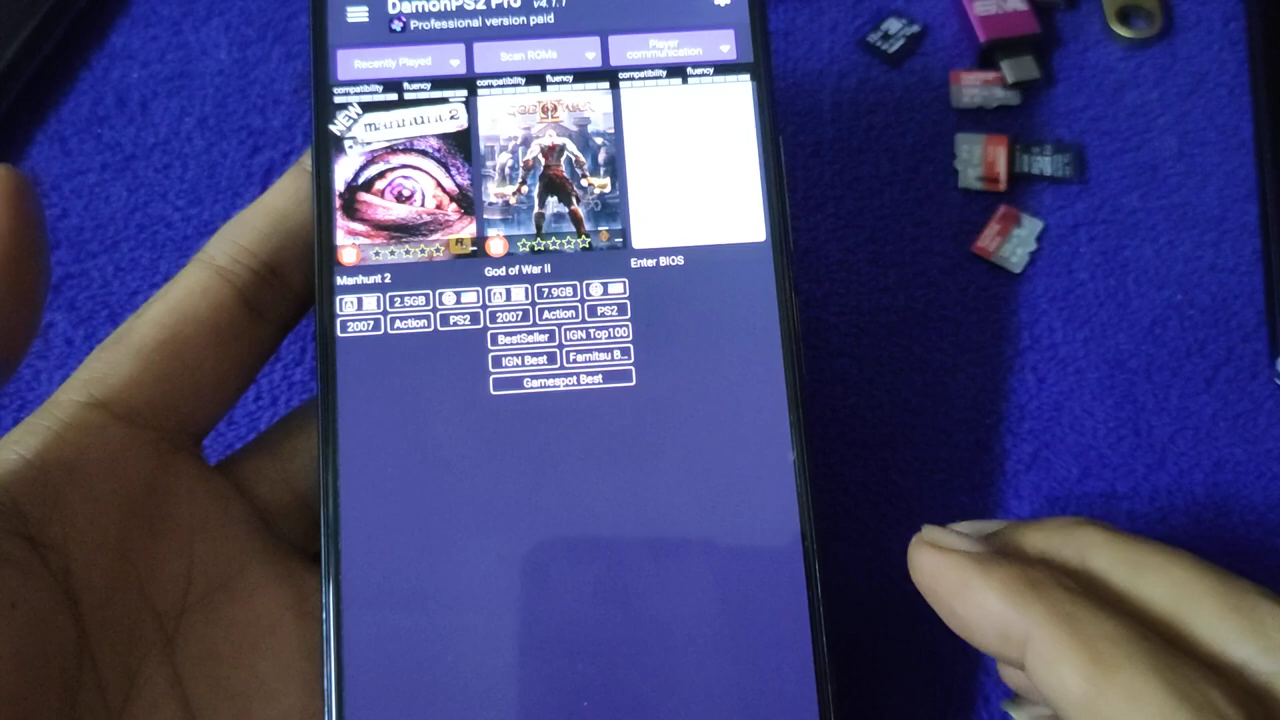 DamonPS2 Pro v4.1.1
Professional version paid
Recently Played
Scan ROMs
Player
communication
compatibility fluency
compatibility fluency
compatibility fluency
NEW
manhunt 2
GOD OF WAR
II
R
Manhunt 2
God of War II
Enter BIOS
2.5GB
2007 Action PS2
7.9GB
2007 Action PS2
BestSeller IGN Top100
IGN Best Famitsu B...
Gamespot Best